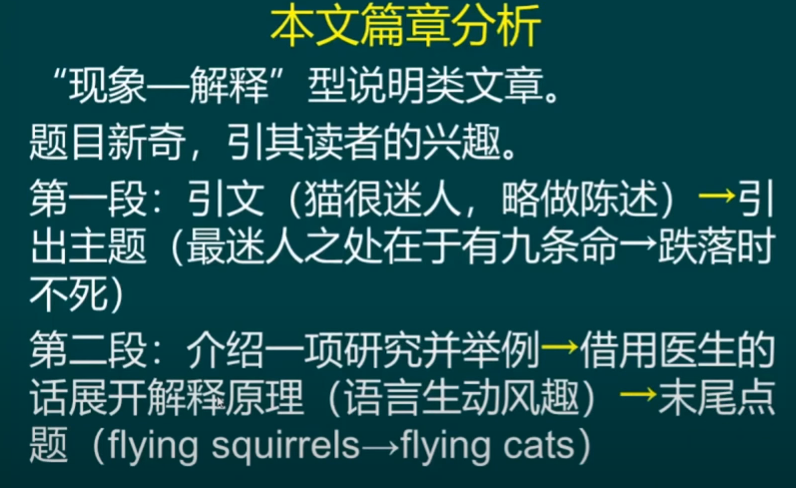 本文篇章分析
“现象—解释”型说明类文章。
题目新奇，引其读者的兴趣。
第一段：引文（猫很迷人，略做陈述）→引
出主题（最迷人之处在于有九条命→跌落时
不死）
第二段：介绍一项研究并举例→借用医生的
话展开解释原理（语言生动风趣）→末尾点
题（flying squirrels→flying cats）